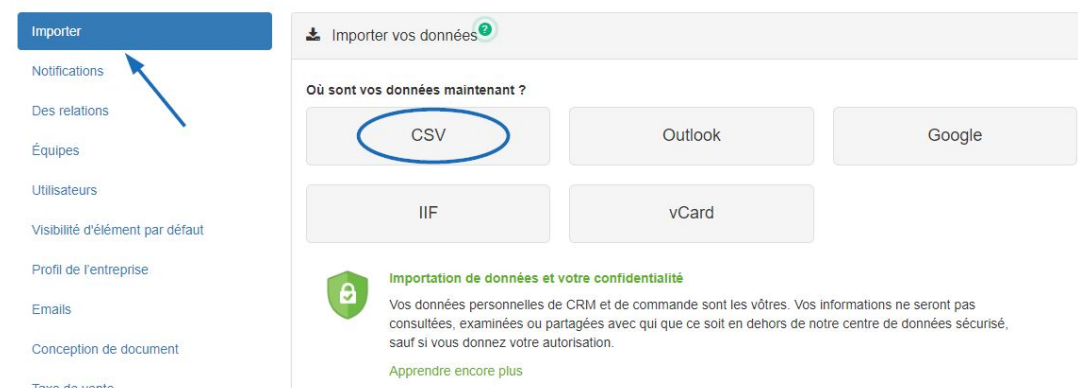 Importer
Notifications
Des relations
Équipes
Utilisateurs
Visibilité d'élément par défaut
Profil de l'entreprise
Emails
Conception de document
Taxe de vente
Importer vos données ?
Où sont vos données maintenant ?
CSV
Outlook
Google
IIF
vCard
Importation de données et votre confidentialité
Vos données personnelles de CRM et de commande sont les vôtres. Vos informations ne seront pas
consultées, examinées ou partagées avec qui que ce soit en dehors de notre centre de données sécurisé,
sauf si vous donnez votre autorisation.
Apprendre encore plus